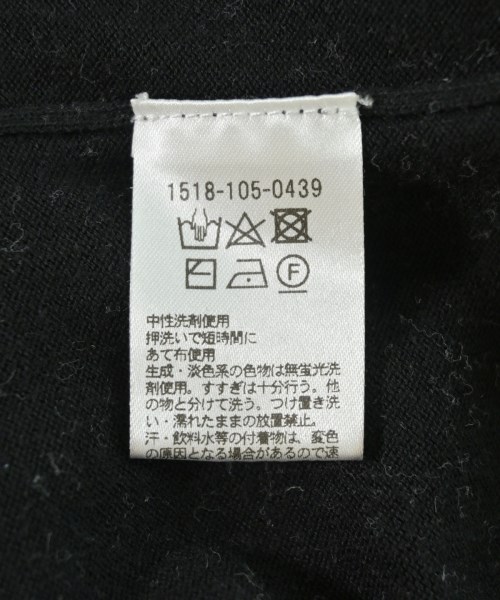 1518-105-0439
F
中性洗剤使用
押洗いで短時間に
あて布使用
生成・淡色系の色物は無蛍光洗
剤使用。すすぎは十分行う。他
の物と分けて洗う。つけ置き洗
い・濡れたままの放置禁止。
汗・飲料水等の付着物は、変色
の原因となる場合があるので速